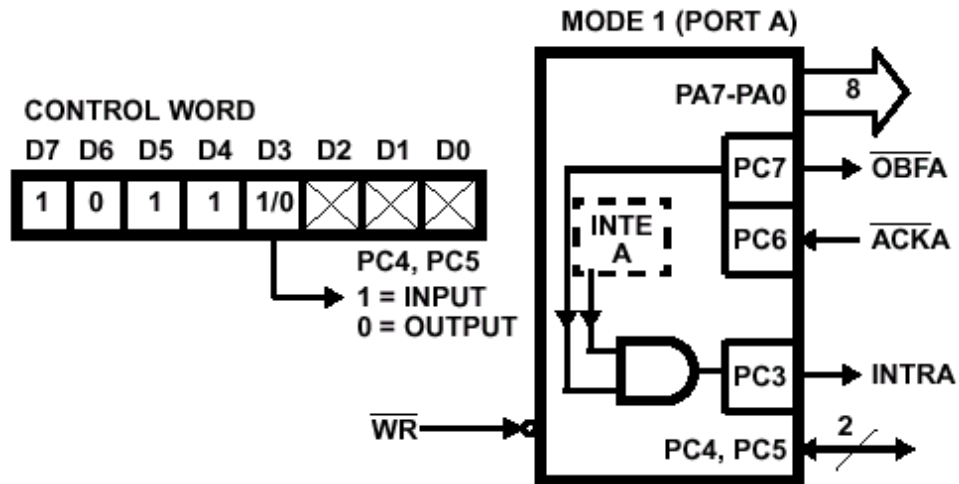 MODE 1 (PORT A)
CONTROL WORD
D7 D6 D5 D4 D3 D2 D1 D0
1 0 1 1 1/0
PC4, PC5
1 = INPUT
0 = OUTPUT
PA7-PA0
8
PC7
OBFA
INTE
A
PC6
ACKA
PC3
INTRA
WR
PC4, PC5
2